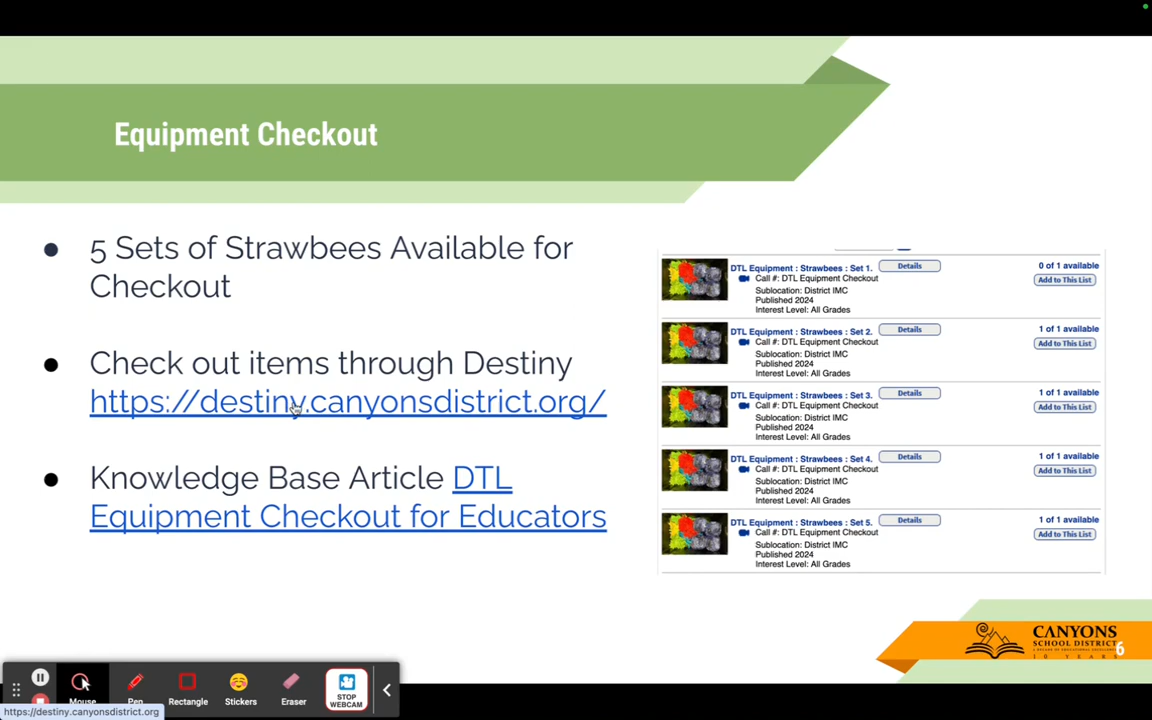 Equipment Checkout
5 Sets of Strawbees Available for
Checkout
Check out items through Destiny
https://destiny.canyonsdistrict.org/
Knowledge Base Article DTL
Equipment Checkout for Educators
DTL Equipment : Strawbees : Set 1.
Details
0 of 1 available
Call #: DTL Equipment Checkout
Add to This List
Sublocation: District IMC
Published 2024
Interest Level: All Grades
DTL Equipment : Strawbees : Set 2.
Details
1 of 1 available
Call #: DTL Equipment Checkout
Add to This List
Sublocation: District IMC
Published 2024
Interest Level: All Grades
DTL Equipment : Strawbees : Set 3.
Details
1 of 1 available
Call #: DTL Equipment Checkout
Add to This List
Sublocation: District IMC
Published 2024
Interest Level: All Grades
DTL Equipment : Strawbees : Set 4.
Details
1 of 1 available
Call #: DTL Equipment Checkout
Add to This List
Sublocation: District IMC
Published 2024
Interest Level: All Grades
DTL Equipment : Strawbees : Set 5.
Details
1 of 1 available
Call #: DTL Equipment Checkout
Add to This List
Sublocation: District IMC
Published 2024
Interest Level: All Grades
CANYONS
SCHOOL DISTRICT
10 YEARS
6
Mouse
Pen
Rectangle
Stickers
Eraser
STOP
WEBCAM
https://destiny.canyonsdistrict.org